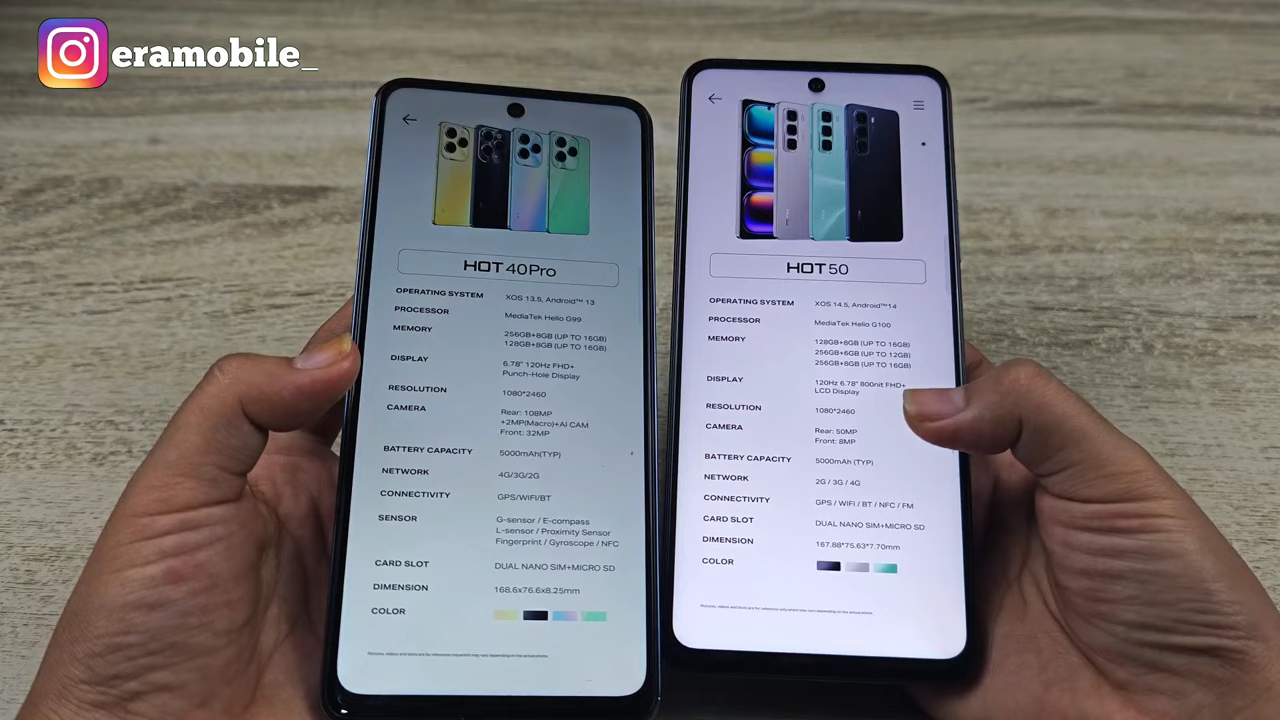 eramobile_
HOT 40Pro
OPERATING SYSTEM XOS 13.5, Android™ 13
PROCESSOR MediaTek Helio G99
MEMORY 256GB+8GB (UP TO 16GB)
128GB+8GB (UP TO 16GB)
DISPLAY 6.78" 120Hz FHD+
Punch-Hole Display
RESOLUTION 1080*2460
CAMERA Rear: 108MP
+2MP(Macro)+AI CAM
Front: 32MP
BATTERY CAPACITY 5000mAh(TYP)
NETWORK 4G/3G/2G
CONNECTIVITY GPS/WIFI/BT
SENSOR G-sensor / E-compass
L-sensor / Proximity Sensor
Fingerprint / Gyroscope / NFC
CARD SLOT DUAL NANO SIM+MICRO SD
DIMENSION 168.6x76.6x8.25mm
COLOR
HOT 50
OPERATING SYSTEM XOS 14.5, Android™14
PROCESSOR MediaTek Helio G100
MEMORY 128GB+8GB (UP TO 16GB)
256GB+6GB (UP TO 12GB)
256GB+8GB (UP TO 16GB)
DISPLAY 120Hz 6.78" 800nit FHD+
LCD Display
RESOLUTION 1080*2460
CAMERA Rear: 50MP
Front: 8MP
BATTERY CAPACITY 5000mAh (TYP)
NETWORK 2G / 3G / 4G
CONNECTIVITY GPS / WIFI / BT / NFC / FM
CARD SLOT DUAL NANO SIM+MICRO SD
DIMENSION 167.88*75.63*7.70mm
COLOR
Pictures, videos and texts are for reference only